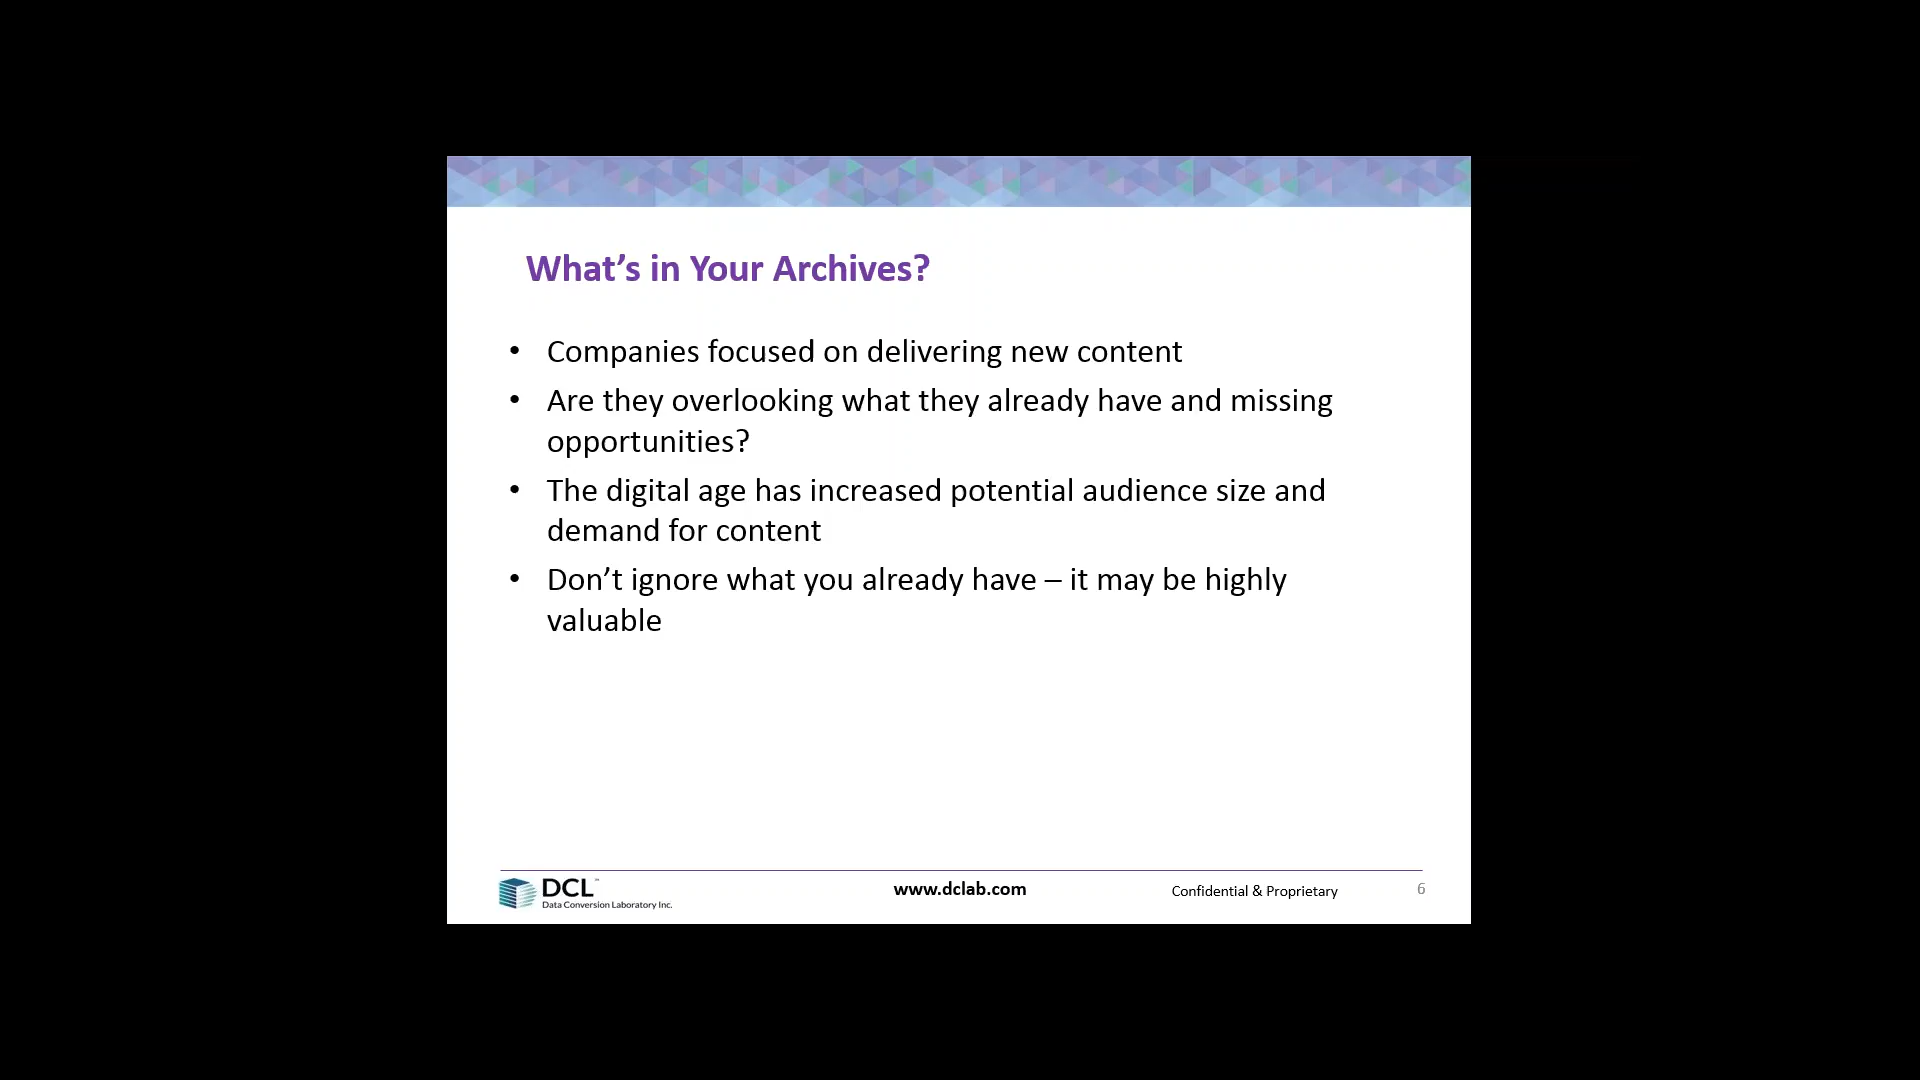 What’s in Your Archives?
• Companies focused on delivering new content
• Are they overlooking what they already have and missing
opportunities?
• The digital age has increased potential audience size and
demand for content
• Don’t ignore what you already have – it may be highly
valuable
DCL™
Data Conversion Laboratory Inc.
www.dclab.com
Confidential & Proprietary
6